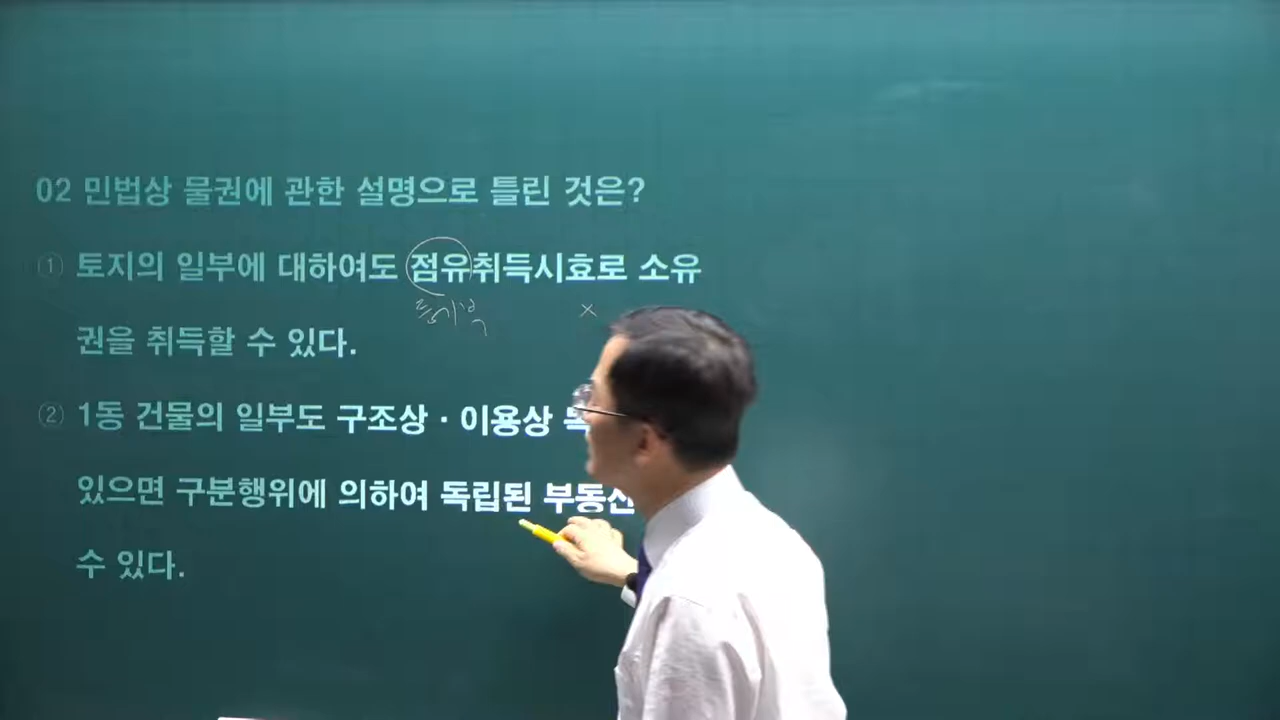 02 민법상 물권에 관한 설명으로 틀린 것은?
① 토지의 일부에 대하여도 점유취득시효로 소유
등기부 ×
권을 취득할 수 있다.
② 1동 건물의 일부도 구조상·이용상
있으면 구분행위에 의하여 독립된 부동산
수 있다.